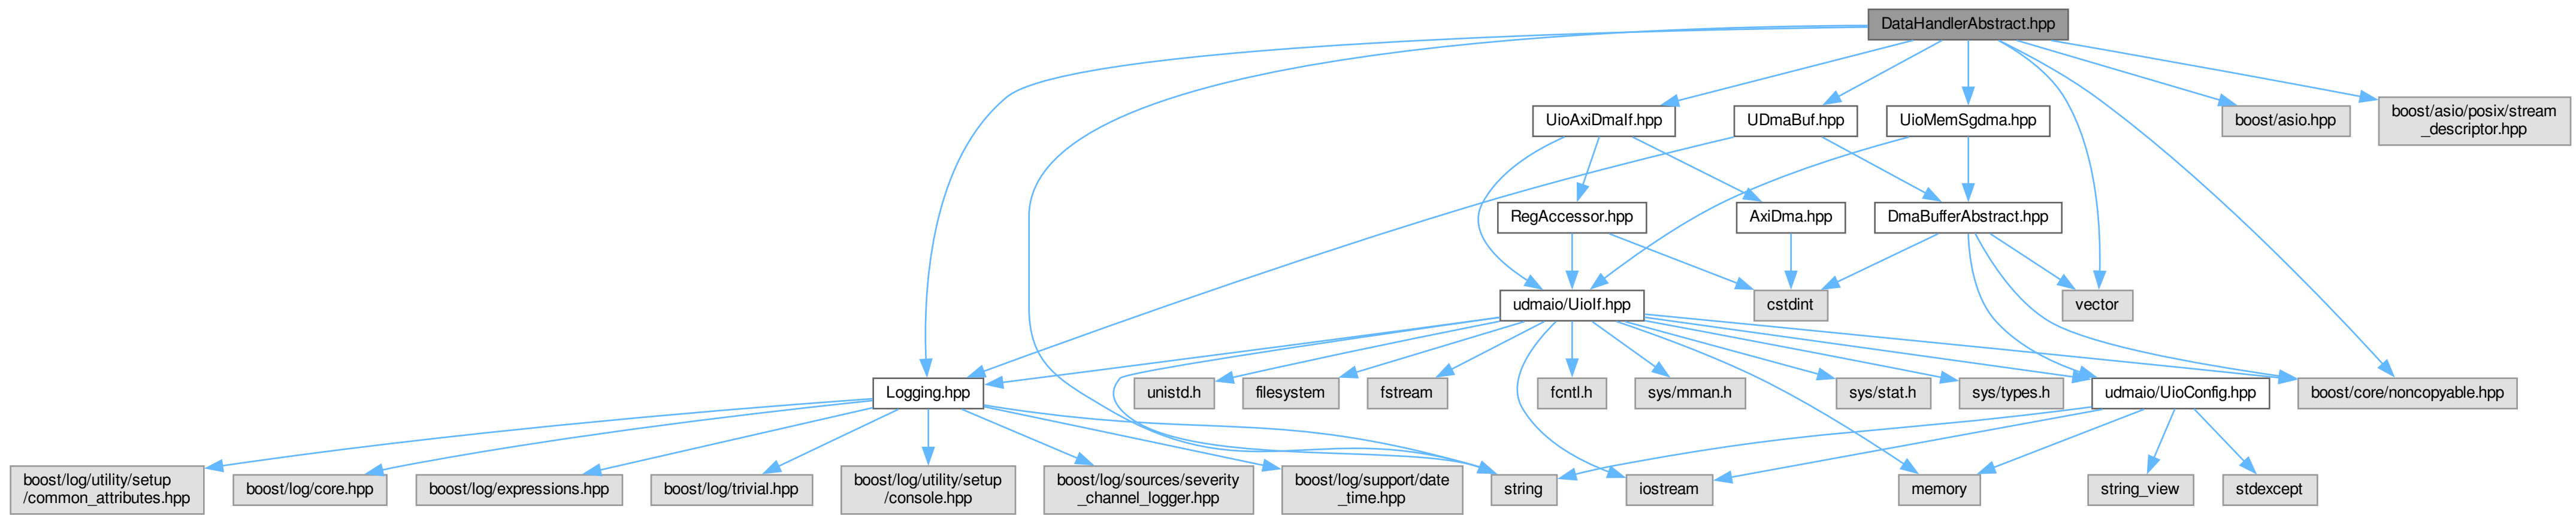 DataHandlerAbstract.hpp
UioAxiDmaIf.hpp
UDmaBuf.hpp
UioMemSgdma.hpp
boost/asio.hpp
boost/asio/posix/stream
_descriptor.hpp
RegAccessor.hpp
AxiDma.hpp
DmaBufferAbstract.hpp
udmaio/UioIf.hpp
cstdint
vector
Logging.hpp
unistd.h
filesystem
fstream
fcntl.h
sys/mman.h
sys/stat.h
sys/types.h
udmaio/UioConfig.hpp
boost/core/noncopyable.hpp
boost/log/utility/setup
/common_attributes.hpp
boost/log/core.hpp
boost/log/expressions.hpp
boost/log/trivial.hpp
boost/log/utility/setup
/console.hpp
boost/log/sources/severity
_channel_logger.hpp
boost/log/support/date
_time.hpp
string
iostream
memory
string_view
stdexcept